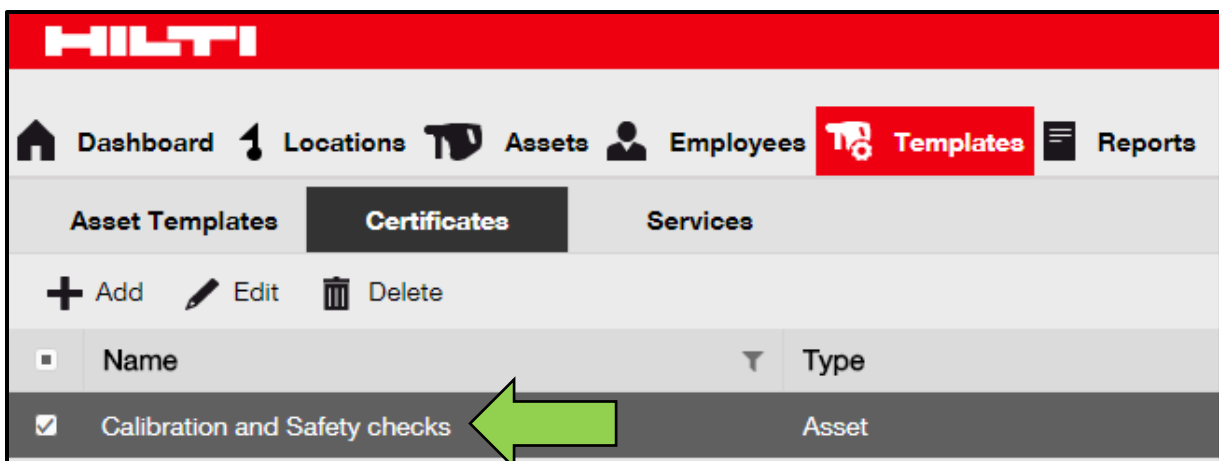 HILTI
Dashboard Locations Assets Employees Templates Reports
Asset Templates Certificates Services
Add Edit Delete
Name Type
Calibration and Safety checks Asset